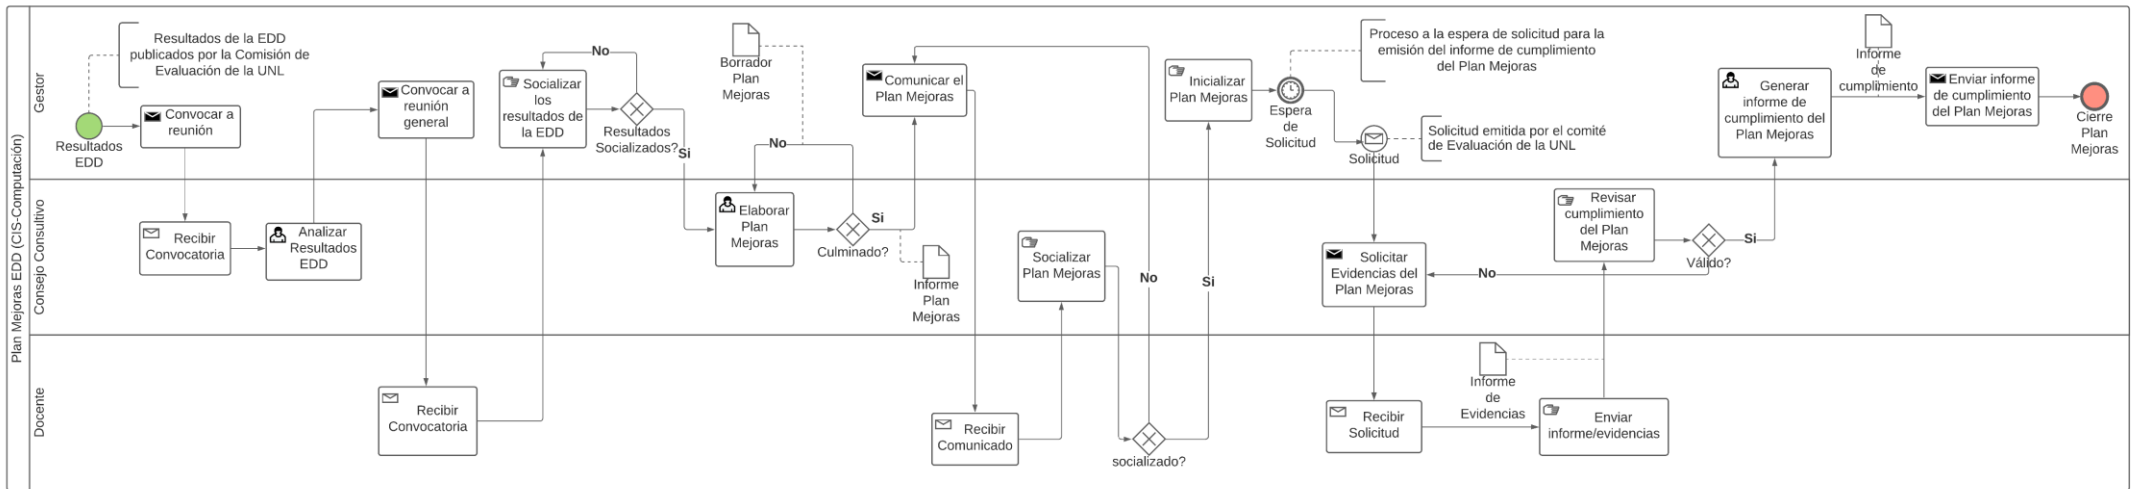 Plan Mejoras EDD (CIS-Computación)
Gestor
Resultados de la EDD
publicados por la Comisión de
Evaluación de la UNL
Resultados
EDD
Convocar a
reunión
Convocar a
reunión
general
Socializar
los
resultados de
la EDD
No
Resultados
Socializados?
Si
Borrador
Plan
Mejoras
No
Comunicar el
Plan Mejoras
Inicializar
Plan Mejoras
Proceso a la espera de solicitud para la
emisión del informe de cumplimiento
del Plan Mejoras
Espera
de
Solicitud
Solicitud
Solicitud emitida por el comité
de Evaluación de la UNL
Generar
informe de
cumplimiento del
Plan Mejoras
Informe
de
cumplimiento
Enviar informe
de cumplimiento
del Plan Mejoras
Cierre
Plan
Mejoras
Consejo Consultivo
Recibir
Convocatoria
Analizar
Resultados
EDD
Elaborar
Plan
Mejoras
Culminado?
Si
Informe
Plan
Mejoras
Socializar
Plan Mejoras
No
Si
Solicitar
Evidencias del
Plan Mejoras
No
Revisar
cumplimiento
del Plan
Mejoras
Válido?
Si
Docente
Recibir
Convocatoria
Recibir
Comunicado
socializado?
Recibir
Solicitud
Informe
de
Evidencias
Enviar
informe/evidencias